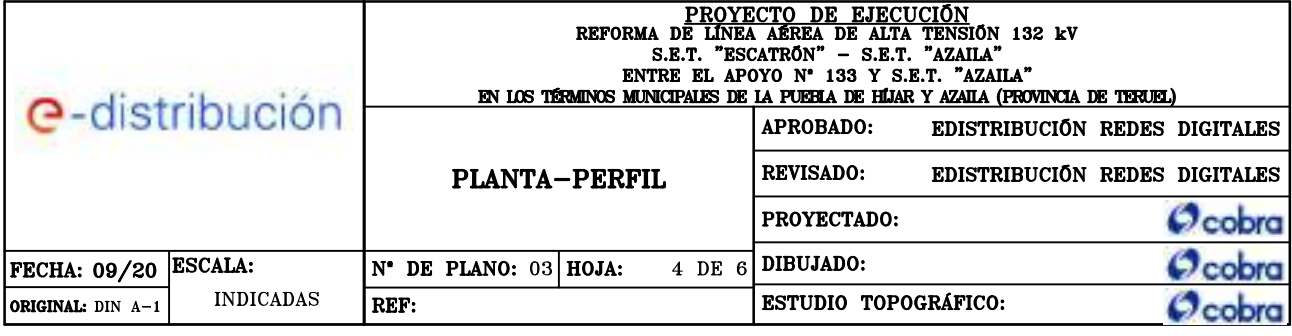 e-distribución
PROYECTO DE EJECUCIÓN
REFORMA DE LÍNEA AÉREA DE ALTA TENSIÓN 132 kV
S.E.T. "ESCATRÓN" - S.E.T. "AZAILA"
ENTRE EL APOYO Nº 133 Y S.E.T. "AZAILA"
EN LOS TÉRMINOS MUNICIPALES DE LA PUEBLA DE HÍJAR Y AZAILA (PROVINCIA DE TERUEL)
PLANTA-PERFIL
APROBADO: EDISTRIBUCIÓN REDES DIGITALES
REVISADO: EDISTRIBUCIÓN REDES DIGITALES
PROYECTADO: cobra
FECHA: 09/20 ESCALA: INDICADAS
Nº DE PLANO: 03 HOJA: 4 DE 6
DIBUJADO: cobra
ORIGINAL: DIN A-1
REF:
ESTUDIO TOPOGRÁFICO: cobra